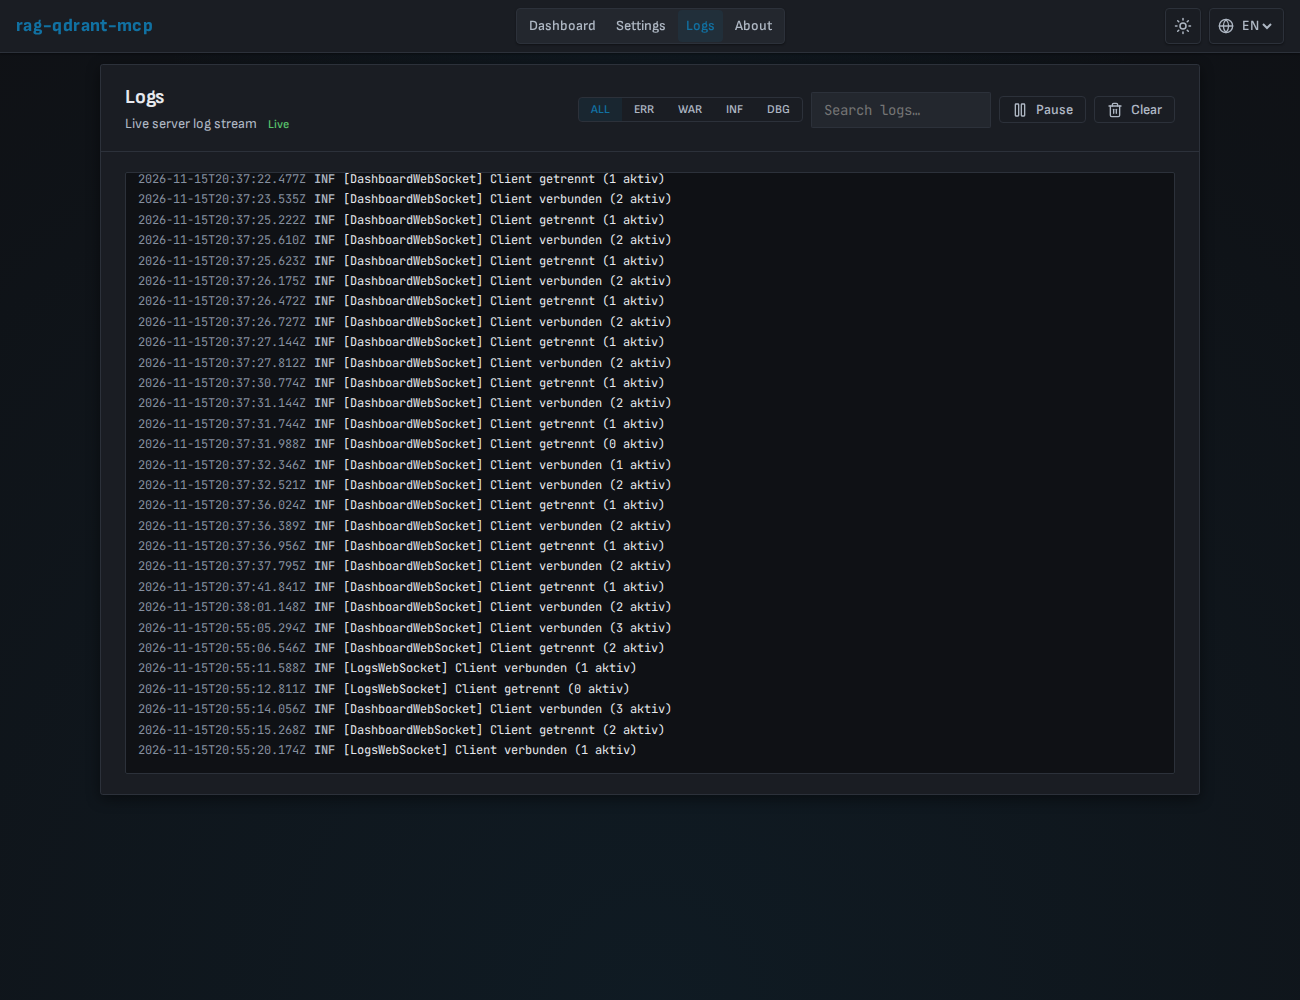 rag-qdrant-mcp
Dashboard Settings Logs About
EN
Logs
Live server log stream Live
ALL ERR WAR INF DBG
Search logs…
Pause
Clear
2026-11-15T20:37:22.477Z INF [DashboardWebSocket] Client getrennt (1 aktiv)
2026-11-15T20:37:23.535Z INF [DashboardWebSocket] Client verbunden (2 aktiv)
2026-11-15T20:37:25.222Z INF [DashboardWebSocket] Client getrennt (1 aktiv)
2026-11-15T20:37:25.610Z INF [DashboardWebSocket] Client verbunden (2 aktiv)
2026-11-15T20:37:25.623Z INF [DashboardWebSocket] Client getrennt (1 aktiv)
2026-11-15T20:37:26.175Z INF [DashboardWebSocket] Client verbunden (2 aktiv)
2026-11-15T20:37:26.472Z INF [DashboardWebSocket] Client getrennt (1 aktiv)
2026-11-15T20:37:26.727Z INF [DashboardWebSocket] Client verbunden (2 aktiv)
2026-11-15T20:37:27.144Z INF [DashboardWebSocket] Client getrennt (1 aktiv)
2026-11-15T20:37:27.812Z INF [DashboardWebSocket] Client verbunden (2 aktiv)
2026-11-15T20:37:30.774Z INF [DashboardWebSocket] Client getrennt (1 aktiv)
2026-11-15T20:37:31.144Z INF [DashboardWebSocket] Client verbunden (2 aktiv)
2026-11-15T20:37:31.744Z INF [DashboardWebSocket] Client getrennt (1 aktiv)
2026-11-15T20:37:31.988Z INF [DashboardWebSocket] Client getrennt (0 aktiv)
2026-11-15T20:37:32.346Z INF [DashboardWebSocket] Client verbunden (1 aktiv)
2026-11-15T20:37:32.521Z INF [DashboardWebSocket] Client verbunden (2 aktiv)
2026-11-15T20:37:36.024Z INF [DashboardWebSocket] Client getrennt (1 aktiv)
2026-11-15T20:37:36.389Z INF [DashboardWebSocket] Client verbunden (2 aktiv)
2026-11-15T20:37:36.956Z INF [DashboardWebSocket] Client getrennt (1 aktiv)
2026-11-15T20:37:37.795Z INF [DashboardWebSocket] Client verbunden (2 aktiv)
2026-11-15T20:37:41.841Z INF [DashboardWebSocket] Client getrennt (1 aktiv)
2026-11-15T20:38:01.148Z INF [DashboardWebSocket] Client verbunden (2 aktiv)
2026-11-15T20:55:05.294Z INF [DashboardWebSocket] Client verbunden (3 aktiv)
2026-11-15T20:55:06.546Z INF [DashboardWebSocket] Client getrennt (2 aktiv)
2026-11-15T20:55:11.588Z INF [LogsWebSocket] Client verbunden (1 aktiv)
2026-11-15T20:55:12.811Z INF [LogsWebSocket] Client getrennt (0 aktiv)
2026-11-15T20:55:14.056Z INF [DashboardWebSocket] Client verbunden (3 aktiv)
2026-11-15T20:55:15.268Z INF [DashboardWebSocket] Client getrennt (2 aktiv)
2026-11-15T20:55:20.174Z INF [LogsWebSocket] Client verbunden (1 aktiv)